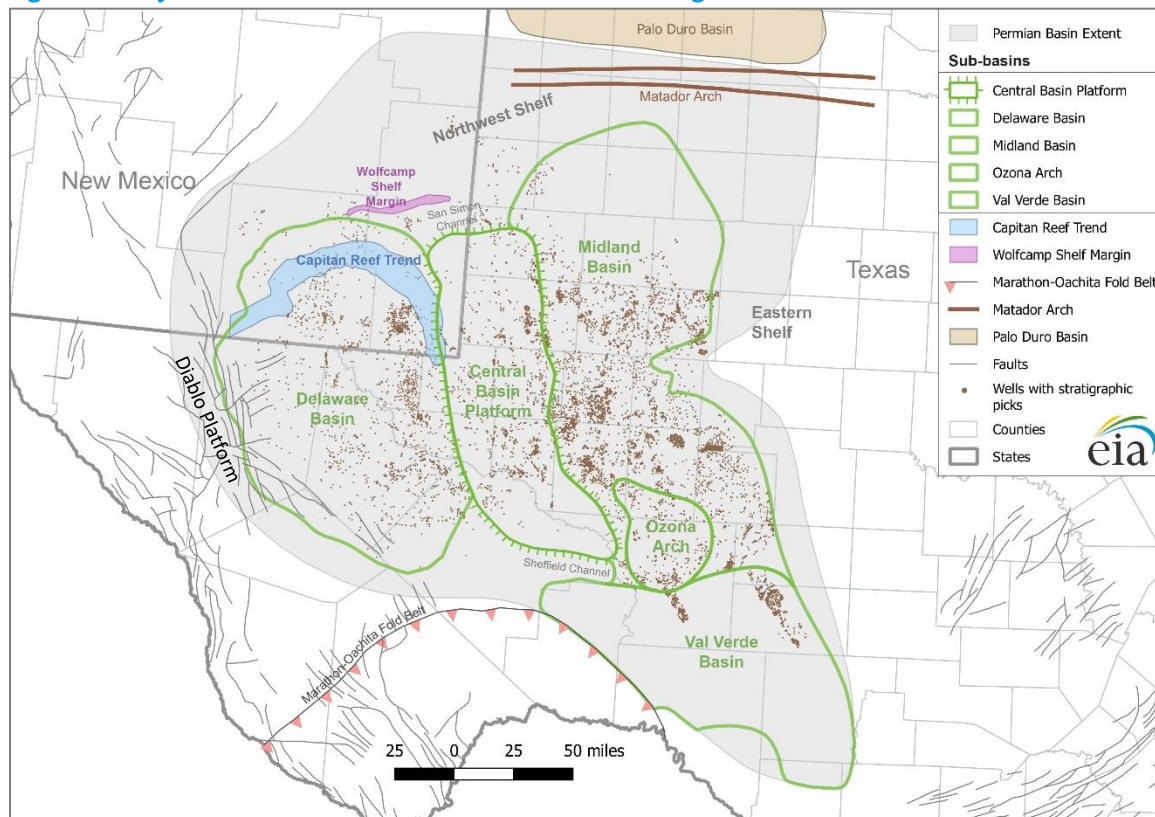 Palo Duro Basin
Matador Arch
Northwest Shelf
New Mexico
Wolfcamp
Shelf
Margin
San Simon
Channel
Capitan Reef Trend
Midland
Basin
Texas
Eastern
Shelf
Diablo Platform
Delaware
Basin
Central
Basin
Platform
Ozona
Arch
Sheffield Channel
Val Verde
Basin
Marathon-Oachita Fold Belt
25 0 25 50 miles
Permian Basin Extent
Sub-basins
Central Basin Platform
Delaware Basin
Midland Basin
Ozona Arch
Val Verde Basin
Capitan Reef Trend
Wolfcamp Shelf Margin
Marathon-Oachita Fold Belt
Matador Arch
Palo Duro Basin
Faults
Wells with stratigraphic
picks
Counties
States
eia